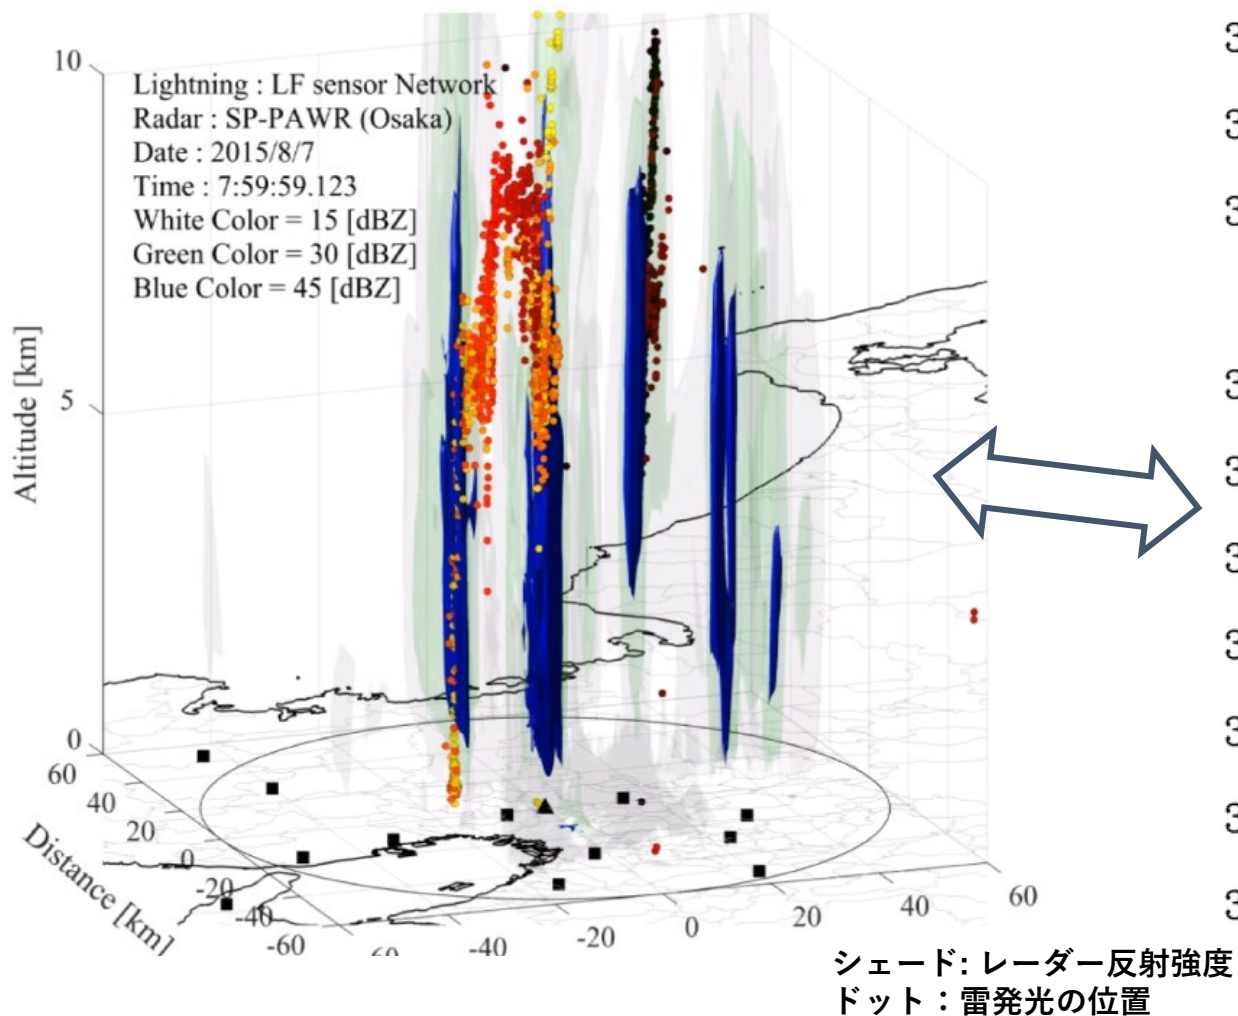 10
Lightning : LF sensor Network
Radar : SP-PAWR (Osaka)
Date : 2015/8/7
Time : 7:59:59.123
White Color = 15 [dBZ]
Green Color = 30 [dBZ]
Blue Color = 45 [dBZ]
Altitude [km]
5
0
60
40
20
0
-20
-40
-60
Distance [km]
-40
-20
0
20
40
60
シェード: レーダー反射強度
ドット：雷発光の位置